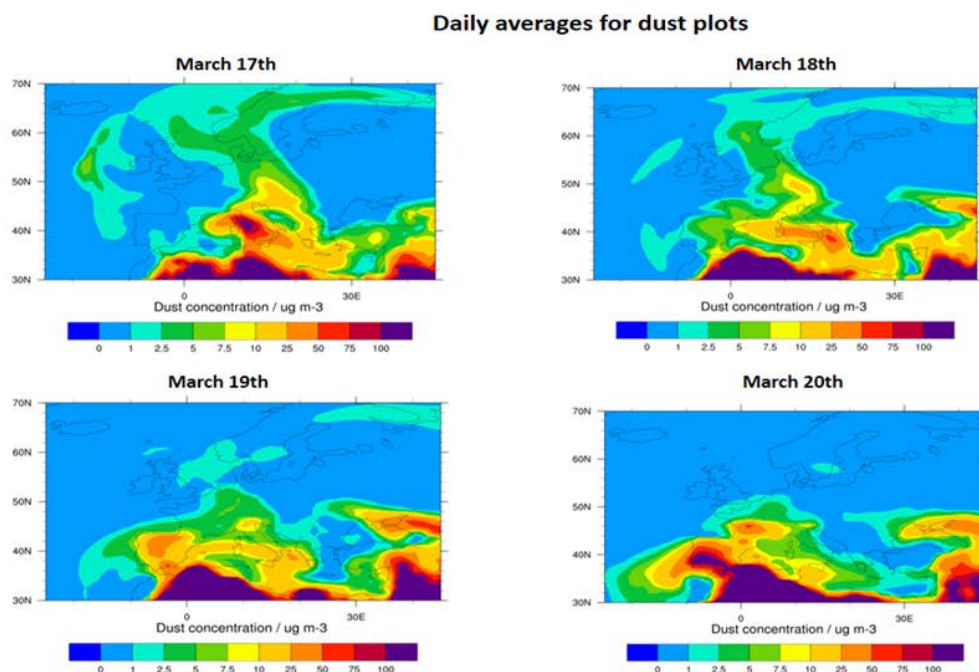 Daily averages for dust plots
March 17th
70N
60N
50N
40N
30N
0 30E
Dust concentration / ug m-3
0 1 2.5 5 7.5 10 25 50 75 100
March 18th
70N
60N
50N
40N
30N
0 30E
Dust concentration / ug m-3
0 1 2.5 5 7.5 10 25 50 75 100
March 19th
70N
60N
50N
40N
30N
0 30E
Dust concentration / ug m-3
0 1 2.5 5 7.5 10 25 50 75 100
March 20th
70N
60N
50N
40N
30N
0 30E
Dust concentration / ug m-3
0 1 2.5 5 7.5 10 25 50 75 100